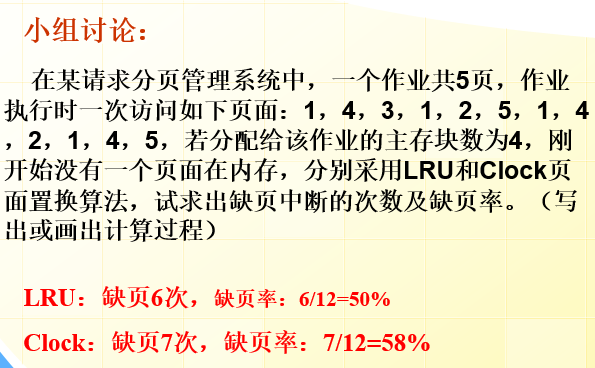 小组讨论：
在某请求分页管理系统中，一个作业共5页，作业
执行时一次访问如下页面：1，4，3，1，2，5，1，4
，2，1，4，5，若分配给该作业的主存块数为4，刚
开始没有一个页面在内存，分别采用LRU和Clock页
面置换算法，试求出缺页中断的次数及缺页率。（写
出或画出计算过程）
LRU：缺页6次，缺页率：6/12=50%
Clock：缺页7次，缺页率：7/12=58%